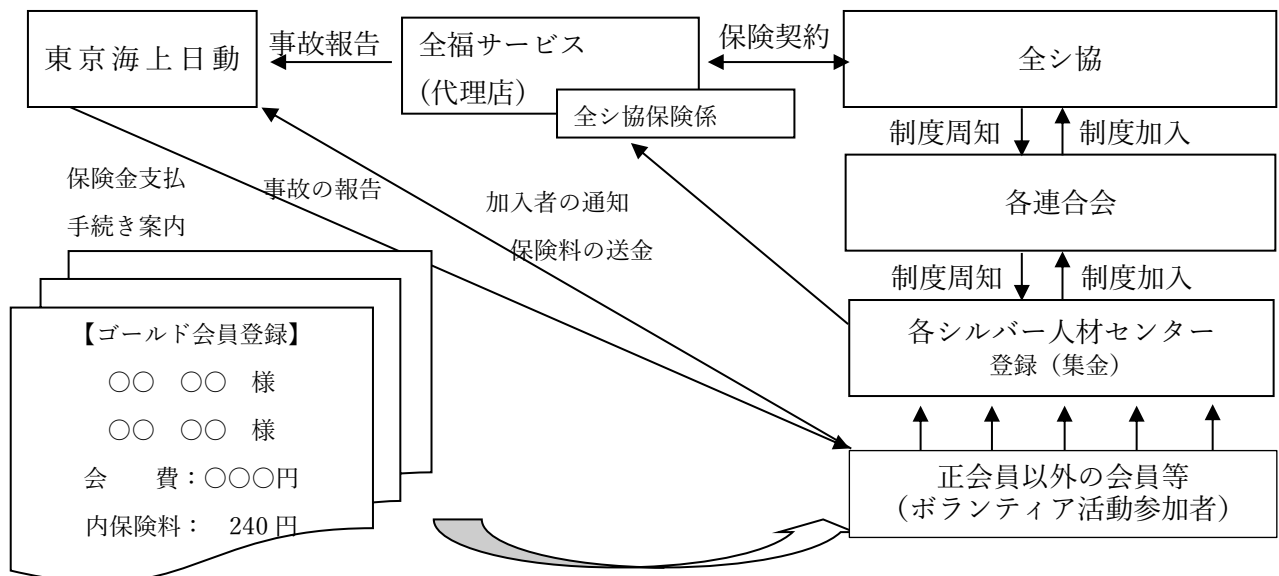 東京海上日動
事故報告
全福サービス
(代理店)
全シ協保険係
保険契約
全シ協
制度周知
制度加入
各連合会
制度周知
制度加入
各シルバー人材センター
登録（集金）
保険金支払
手続き案内
事故の報告
加入者の通知
保険料の送金
【ゴールド会員登録】
○○　○○　様
○○　○○　様
会　　費：○○○円
内保険料：　240円
正会員以外の会員等
（ボランティア活動参加者）